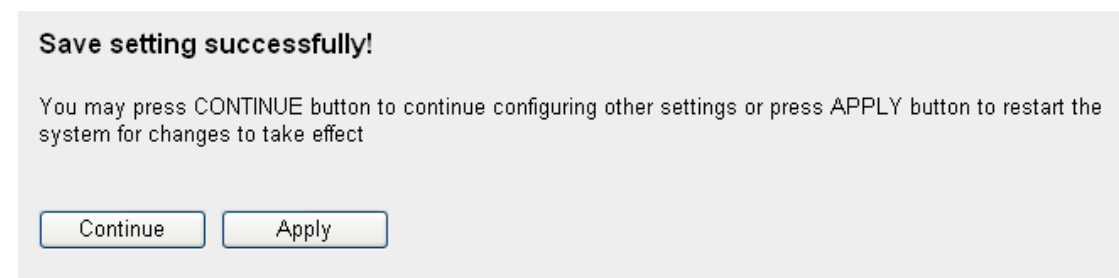 Save setting successfully!
You may press CONTINUE button to continue configuring other settings or press APPLY button to restart the
system for changes to take effect
Continue Apply